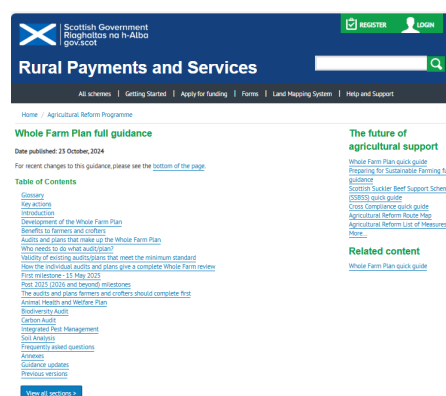 Scottish Government
Riaghaltas na h-Alba
gov.scot
REGISTER
LOGIN
Rural Payments and Services
All schemes | Getting Started | Apply for funding | Forms | Land Mapping System | Help and Support
Home / Agricultural Reform Programme
Whole Farm Plan full guidance
Date published: 23 October, 2024
For recent changes to this guidance, please see the bottom of the page.
Table of Contents
Glossary
Key actions
Introduction
Development of the Whole Farm Plan
Benefits to farmers and crofters
Audits and plans that make up the Whole Farm Plan
Who needs to do what audit/plan?
Validity of existing audits/plans that meet the minimum standard
How the individual audits and plans give a complete Whole Farm review
First milestone - 15 May 2025
Post 2025 (2026 and beyond) milestones
The audits and plans farmers and crofters should complete first
Animal Health and Welfare Plan
Biodiversity Audit
Carbon Audit
Integrated Pest Management
Soil Analysis
Frequently asked questions
Annexes
Guidance updates
Previous versions
View all sections >
The future of
agricultural support
Whole Farm Plan quick guide
Preparing for Sustainable Farming fu
guidance
Scottish Suckler Beef Support Schem
(SSBSS) quick guide
Cross Compliance quick guide
Agricultural Reform Route Map
Agricultural Reform List of Measures
More...
Related content
Whole Farm Plan quick guide